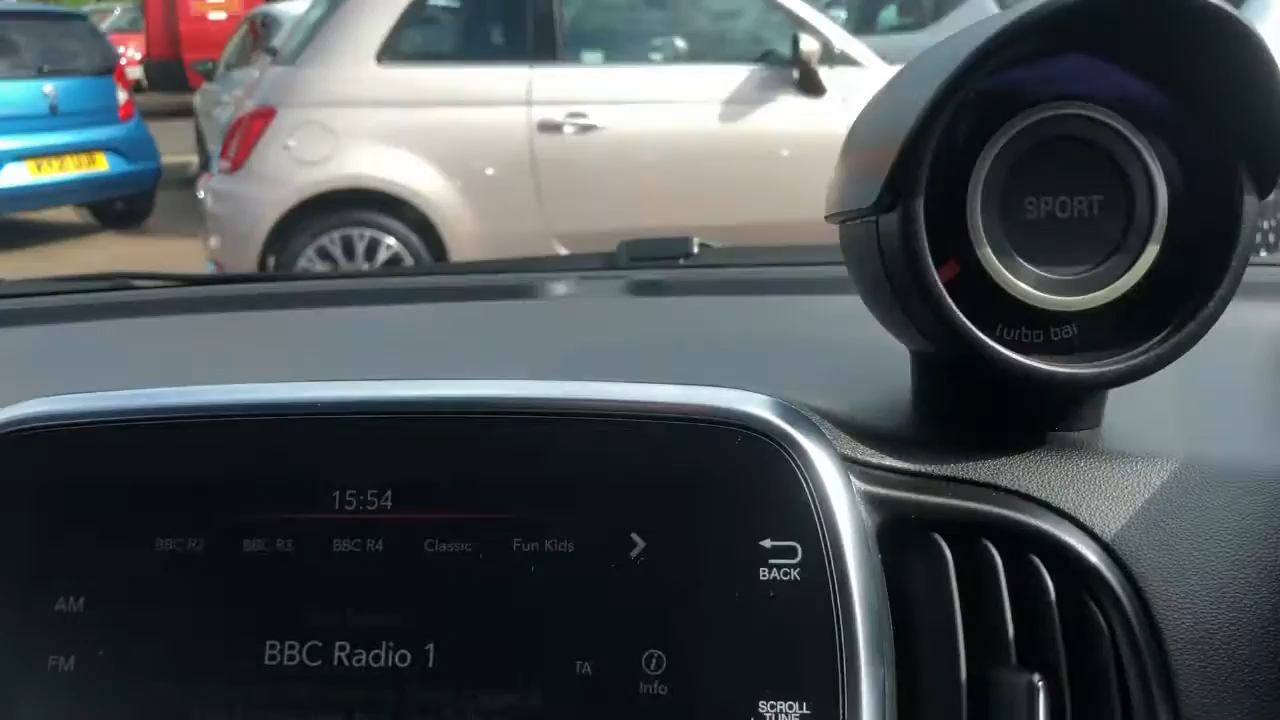 SPORT
turbo bar
15:54
BBC R2 BBC R3 BBC R4 Classic Fun Kids
BACK
AM
BBC Radio 1
FM
TA
Info
SCROLL
TUNE